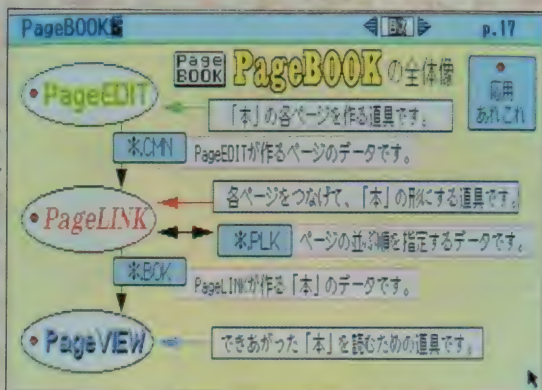 PageBOOK
目次
p.17
Page BOOK PageBOOKの全体像
応用
あれこれ
PageEDIT
「本」の各ページを作る道具です。
*.CMN PageEDITが作るページのデータです。
各ページをつなげて、「本」の形にする道具です。
PageLINK
*.PLK ページの並ぶ順を指定するデータです。
*.BOK PageLINKが作る「本」のデータです。
PageVIEW できあがった「本」を読むための道具です。